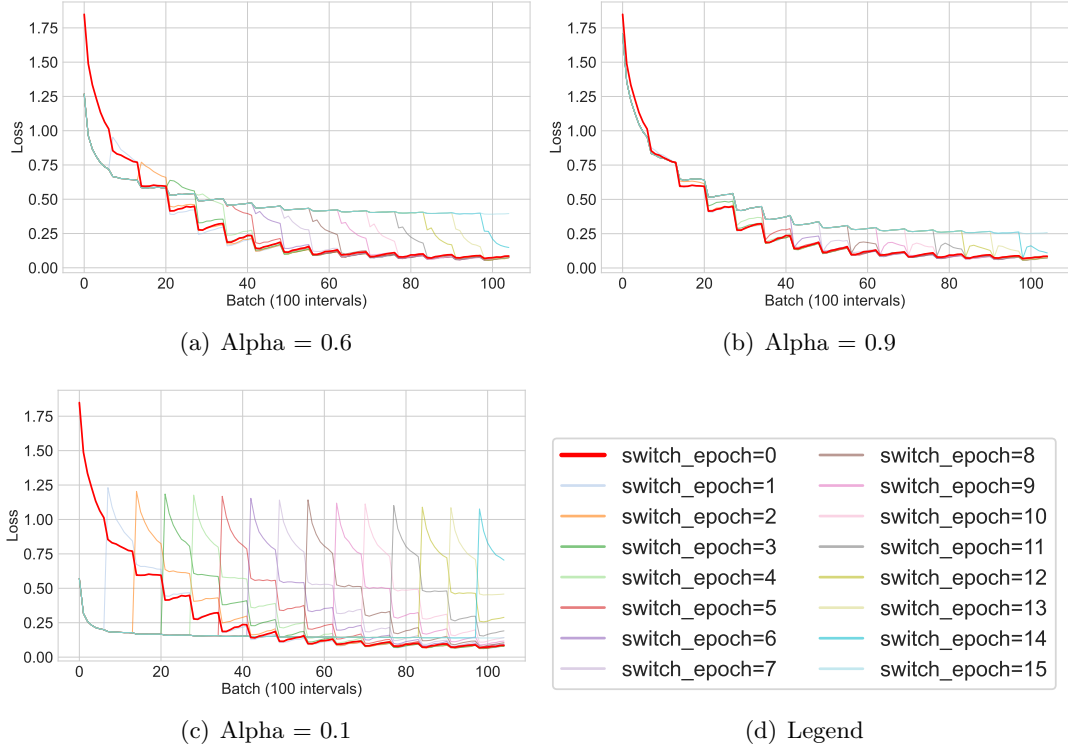 1.75
1.50
1.25
1.00
0.75
0.50
0.25
0.00
Loss
0 20 40 60 80 100
Batch (100 intervals)
(a) Alpha = 0.6
1.75
1.50
1.25
1.00
0.75
0.50
0.25
0.00
Loss
0 20 40 60 80 100
Batch (100 intervals)
(b) Alpha = 0.9
1.75
1.50
1.25
1.00
0.75
0.50
0.25
0.00
Loss
0 20 40 60 80 100
Batch (100 intervals)
(c) Alpha = 0.1
switch_epoch=0
switch_epoch=1
switch_epoch=2
switch_epoch=3
switch_epoch=4
switch_epoch=5
switch_epoch=6
switch_epoch=7
switch_epoch=8
switch_epoch=9
switch_epoch=10
switch_epoch=11
switch_epoch=12
switch_epoch=13
switch_epoch=14
switch_epoch=15
(d) Legend